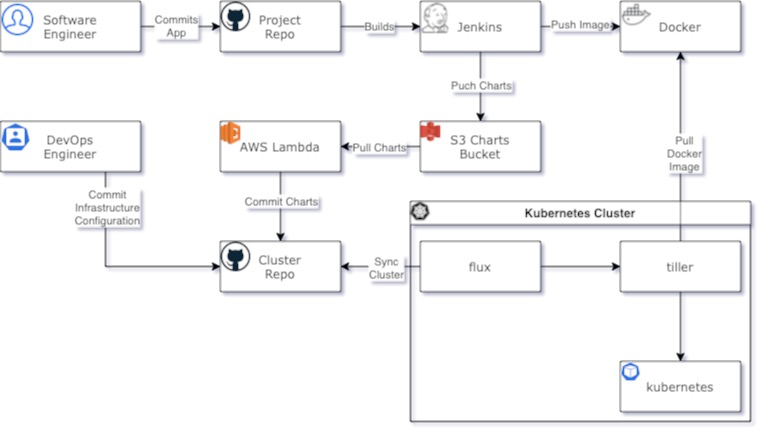 Software
Engineer
Commits
App
Project
Repo
Builds
Jenkins
Push Image
Docker
Puch Charts
DevOps
Engineer
AWS Lambda
Pull Charts
S3 Charts
Bucket
Pull
Docker
Image
Commit
Infrastructure
Configuration
Commit Charts
Kubernetes Cluster
Cluster
Repo
Sync
Cluster
flux
tiller
kubernetes